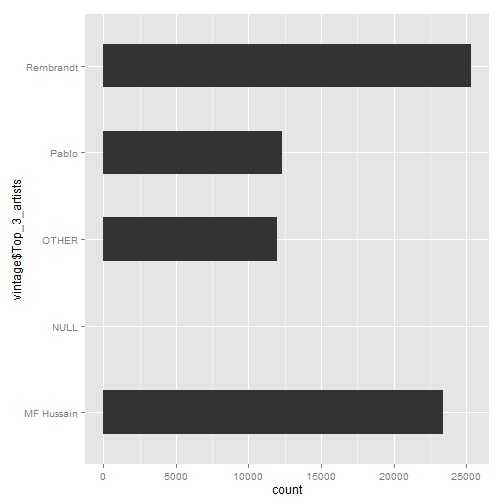 vintage$Top_3_artists
Rembrandt
Pablo
OTHER
NULL
MF Hussain
0 5000 10000 15000 20000 25000
count